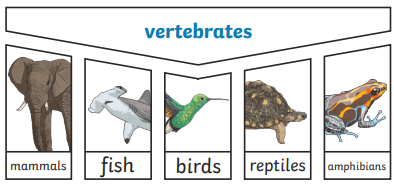 vertebrates
mammals
fish
birds
reptiles
amphibians